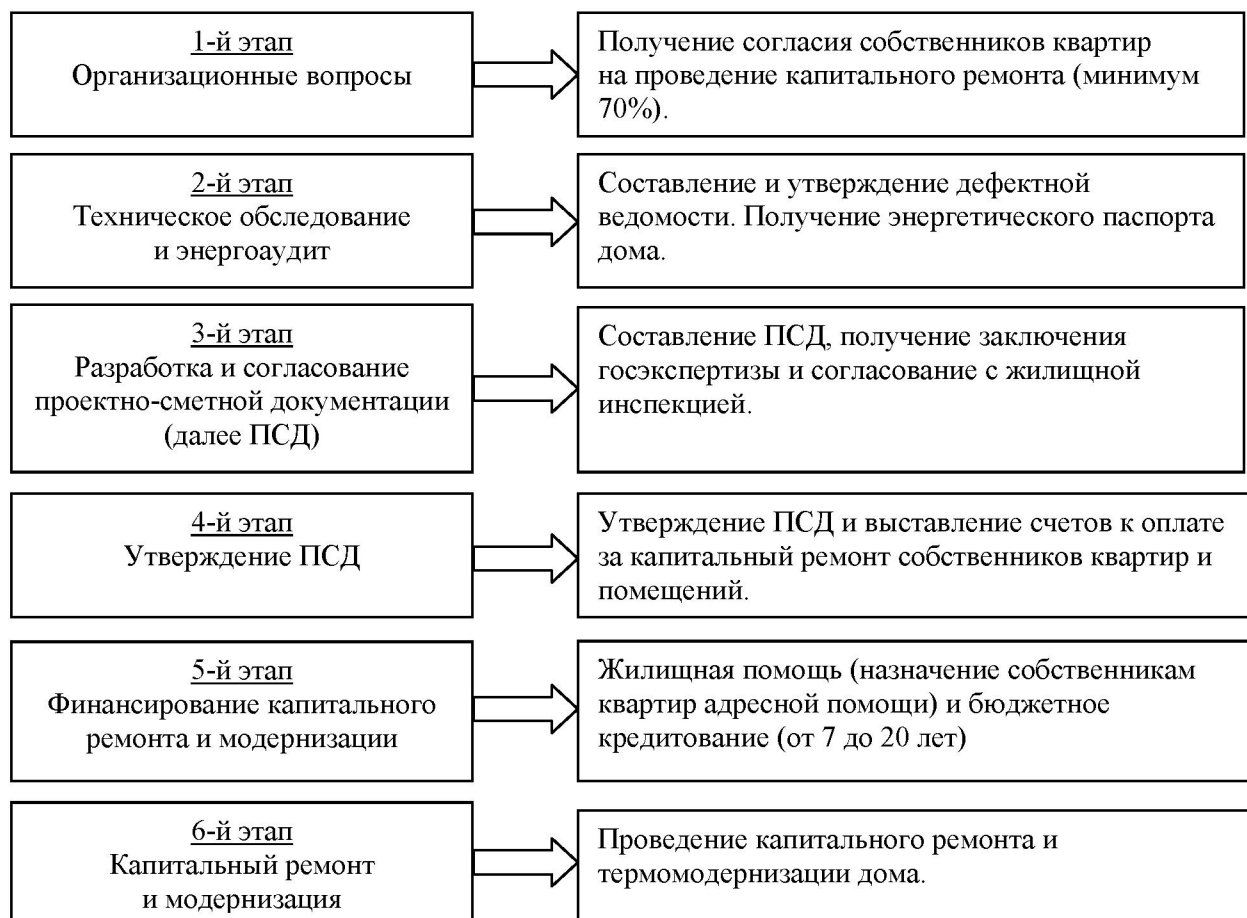 1-й этап
Организационные вопросы
Получение согласия собственников квартир
на проведение капитального ремонта (минимум
70%).
2-й этап
Техническое обследование
и энергоаудит
Составление и утверждение дефектной
ведомости. Получение энергетического паспорта
дома.
3-й этап
Разработка и согласование
проектно-сметной документации
(далее ПСД)
Составление ПСД, получение заключения
госэкспертизы и согласование с жилищной
инспекцией.
4-й этап
Утверждение ПСД
Утверждение ПСД и выставление счетов к оплате
за капитальный ремонт собственников квартир и
помещений.
5-й этап
Финансирование капитального
ремонта и модернизации
Жилищная помощь (назначение собственникам
квартир адресной помощи) и бюджетное
кредитование (от 7 до 20 лет)
6-й этап
Капитальный ремонт
и модернизация
Проведение капитального ремонта и
термомодернизации дома.